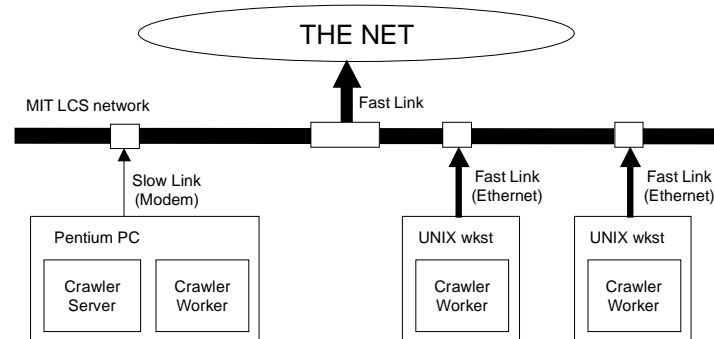 THE NET
Fast Link
MIT LCS network
Slow Link
(Modem)
Fast Link
(Ethernet)
Fast Link
(Ethernet)
Pentium PC
UNIX wkst
UNIX wkst
Crawler
Server
Crawler
Worker
Crawler
Worker
Crawler
Worker